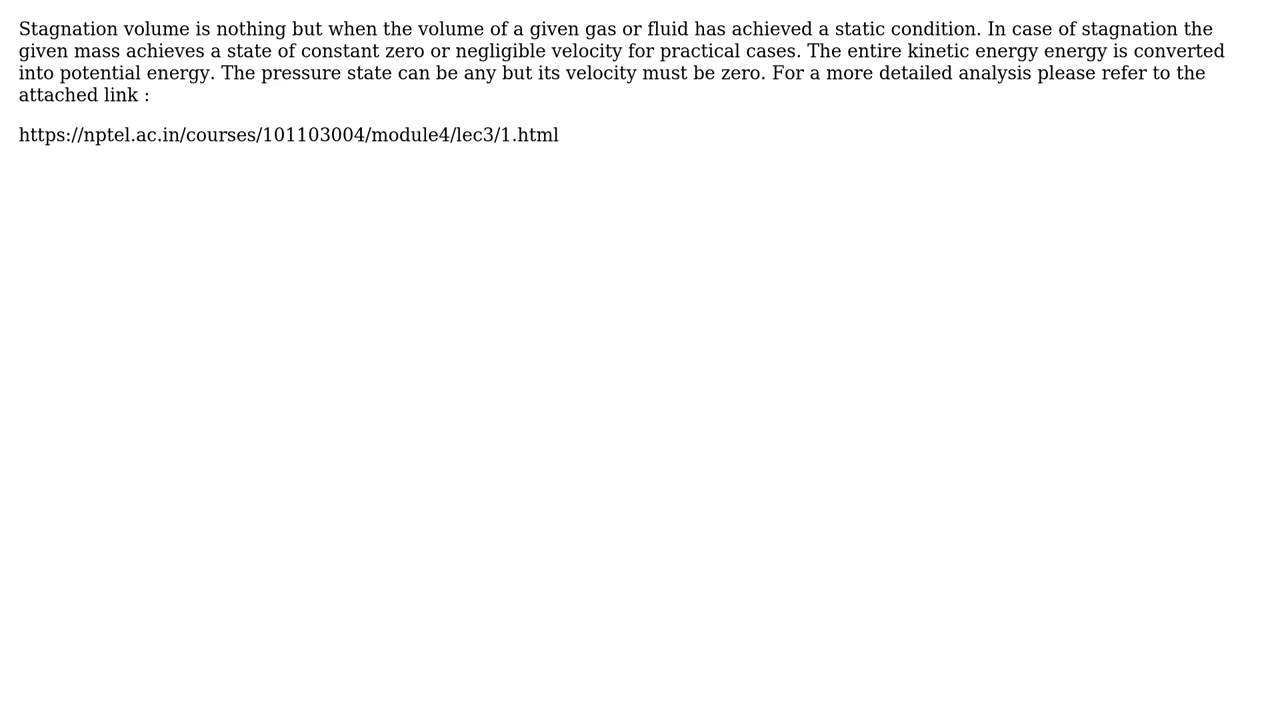 Stagnation volume is nothing but when the volume of a given gas or fluid has achieved a static condition. In case of stagnation the
given mass achieves a state of constant zero or negligible velocity for practical cases. The entire kinetic energy energy is converted
into potential energy. The pressure state can be any but its velocity must be zero. For a more detailed analysis please refer to the
attached link :
https://nptel.ac.in/courses/101103004/module4/lec3/1.html